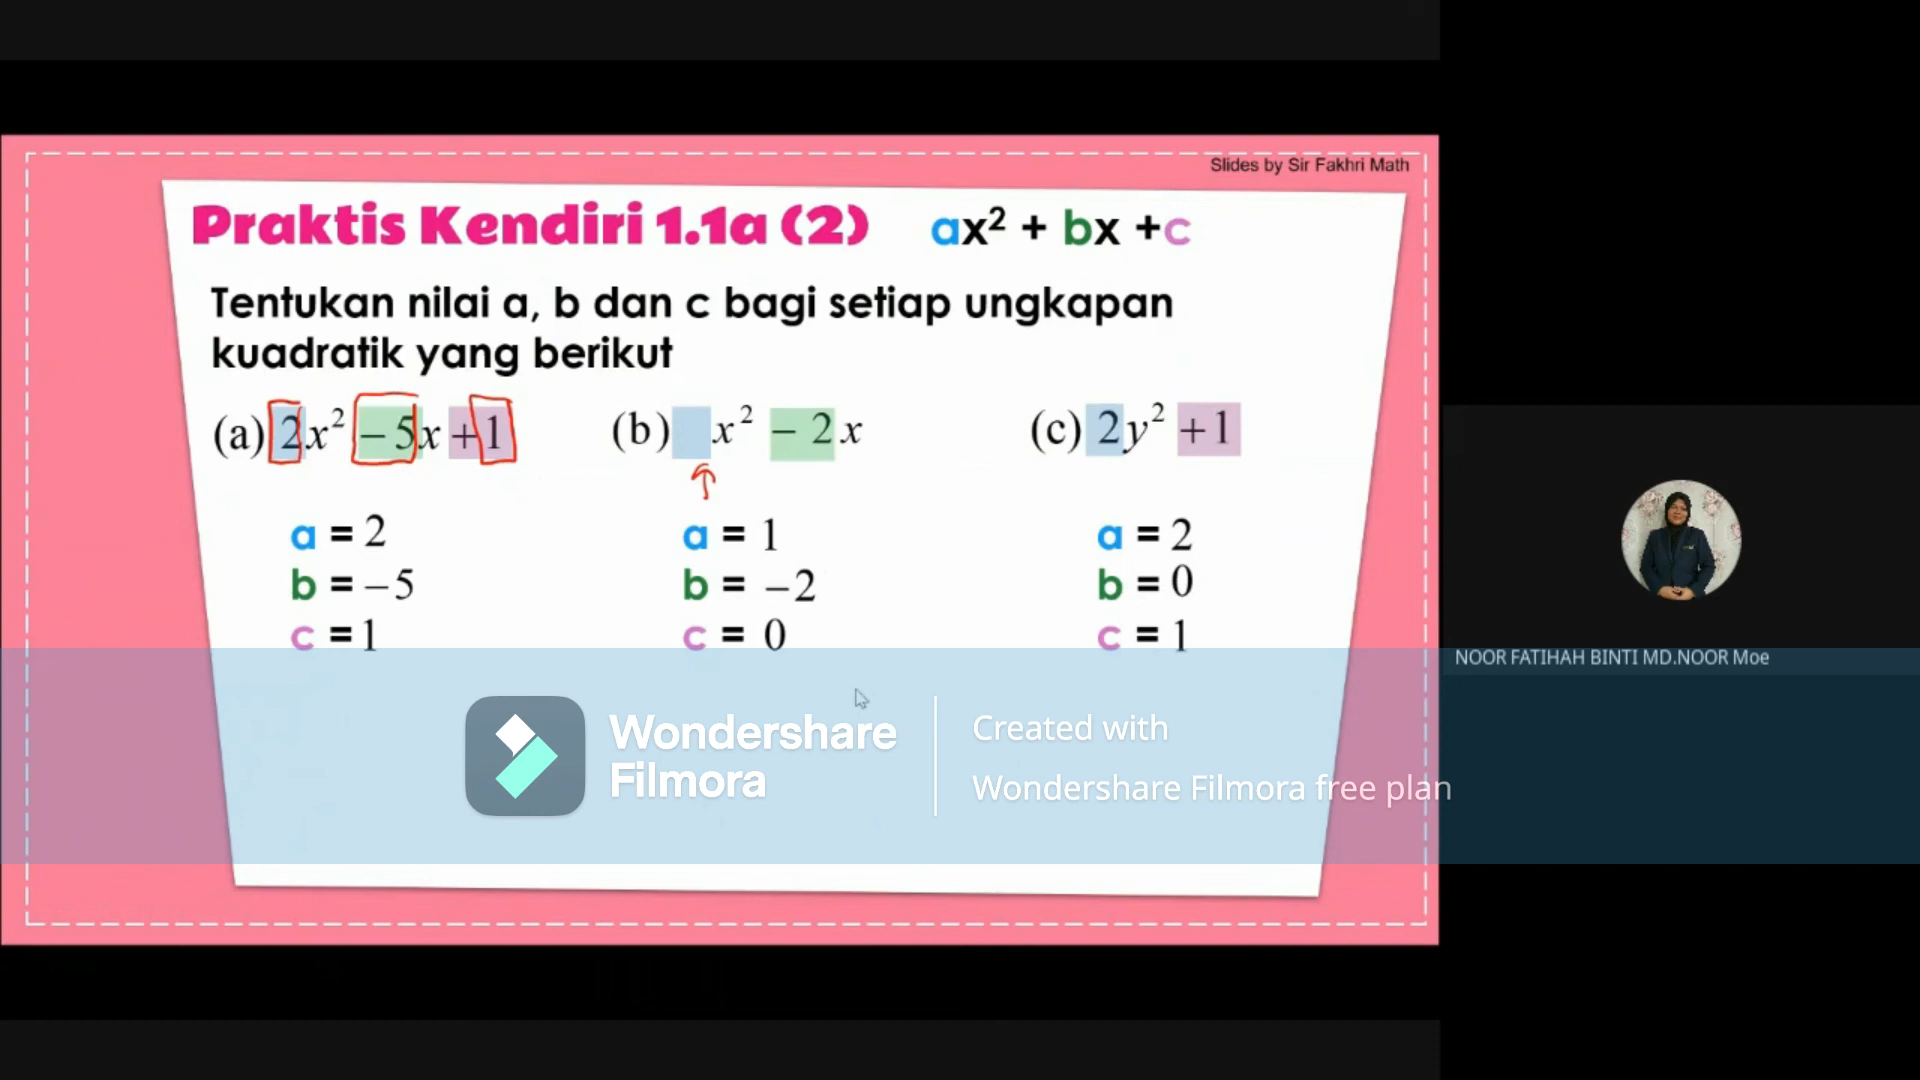 Slides by Sir Fakhri Math
Praktis Kendiri 1.1a (2) ax² + bx +c
Tentukan nilai a, b dan c bagi setiap ungkapan
kuadratik yang berikut
(a) 2x² − 5x + 1
(b) x² − 2x
(c) 2y² + 1
a = 2
b = −5
c = 1
a = 1
b = −2
c = 0
a = 2
b = 0
c = 1
NOOR FATIHAH BINTI MD.NOOR Moe
Wondershare
Filmora
Created with
Wondershare Filmora free plan